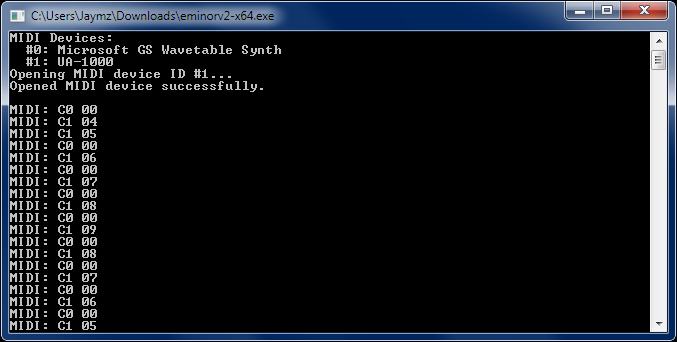 C:\Users\Jaymz\Downloads\eminorv2-x64.exe
MIDI Devices:
  #0: Microsoft GS Wavetable Synth
  #1: UA-1000
Opening MIDI device ID #1...
Opened MIDI device successfully.
MIDI: C0 00
MIDI: C1 04
MIDI: C1 05
MIDI: C0 00
MIDI: C1 06
MIDI: C0 00
MIDI: C1 07
MIDI: C0 00
MIDI: C1 08
MIDI: C0 00
MIDI: C1 09
MIDI: C0 00
MIDI: C1 08
MIDI: C0 00
MIDI: C1 07
MIDI: C0 00
MIDI: C1 06
MIDI: C0 00
MIDI: C1 05